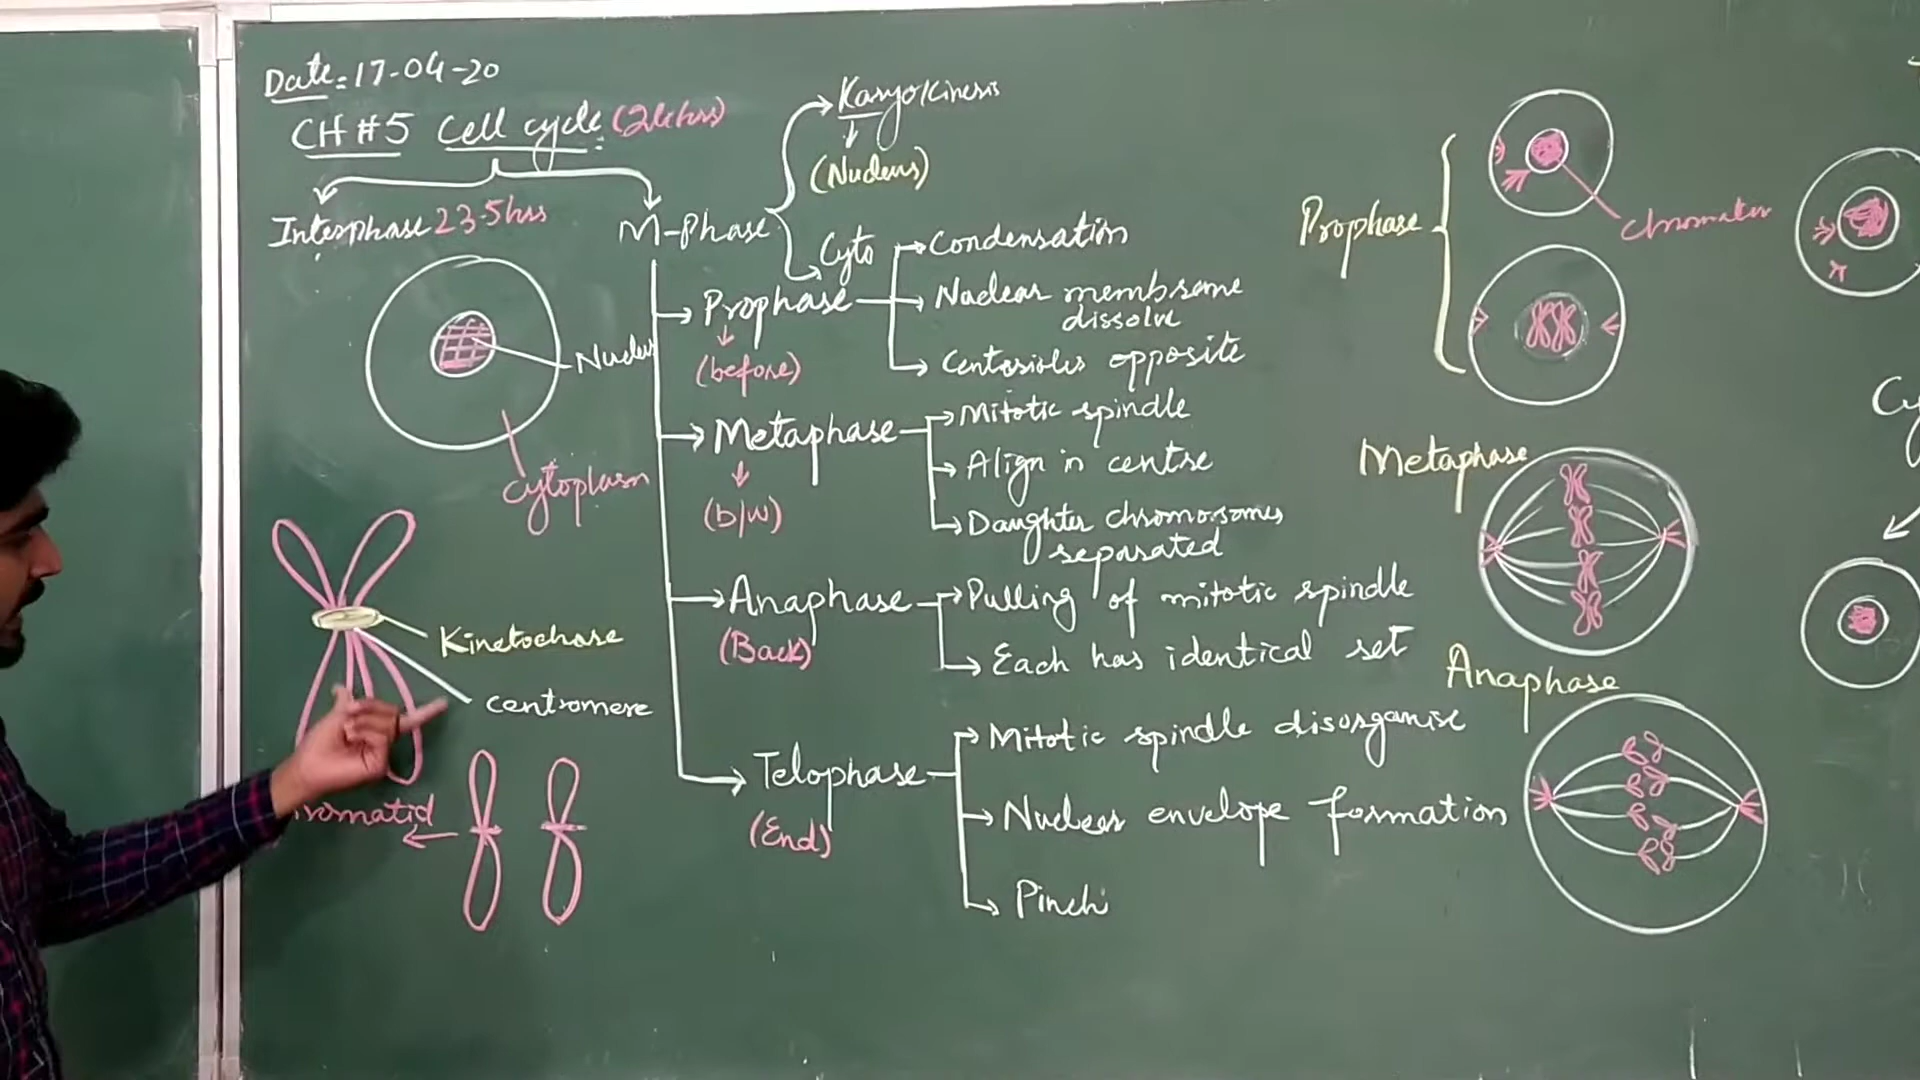 Date:17-04-20
CH#5 Cell cycle: (24hrs)
Interphase 23.5hrs
M-Phase
Karyokinesis
(Nucleus)
Cyto
Nucleus
Cytoplasm
Kinetochore
centromere
romatid
Prophase
(before)
Condensation
Nuclear membrane
dissolve
Centrioles opposite
Metaphase
(b/w)
Mitotic spindle
Align in centre
Daughter chromosomes
separated
Anaphase
(Back)
Pulling of mitotic spindle
Each has identical set
Telophase
(End)
Mitotic spindle disorganise
Nuclear envelope formation
Pinch
Prophase
Chromatin
Metaphase
Anaphase
Cy